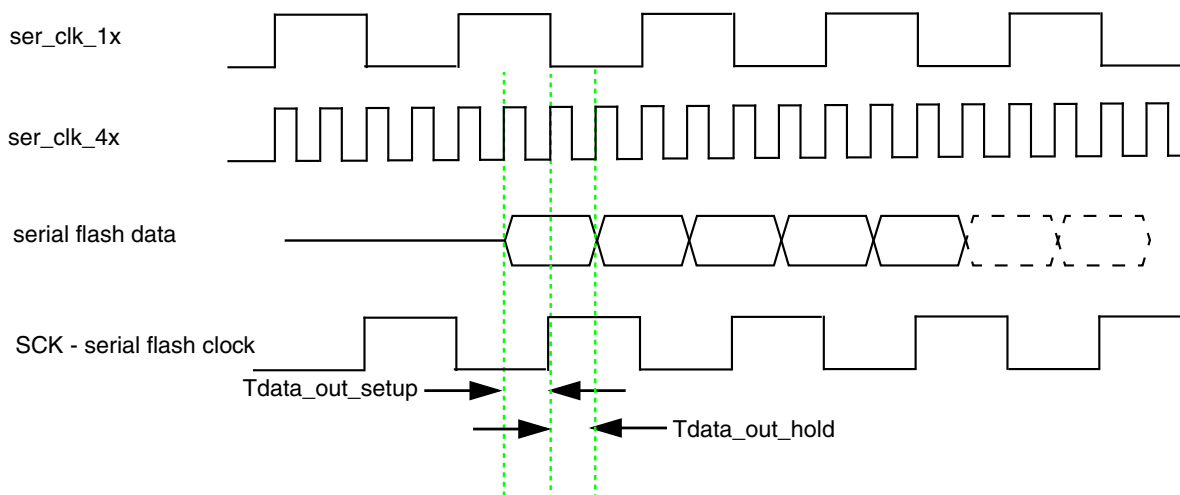 ser_clk_1x
ser_clk_4x
serial flash data
SCK - serial flash clock
Tdata_out_setup
Tdata_out_hold